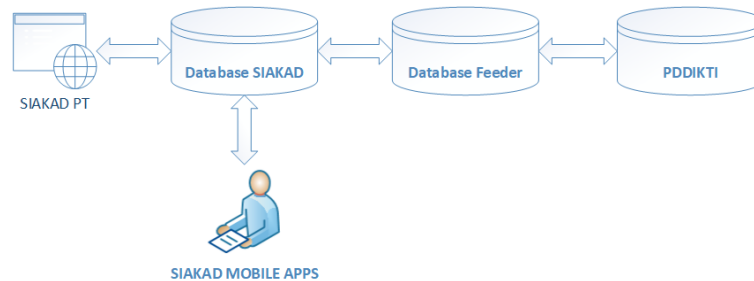 Database SIAKAD
Database Feeder
PDDIKTI
SIAKAD PT
SIAKAD MOBILE APPS